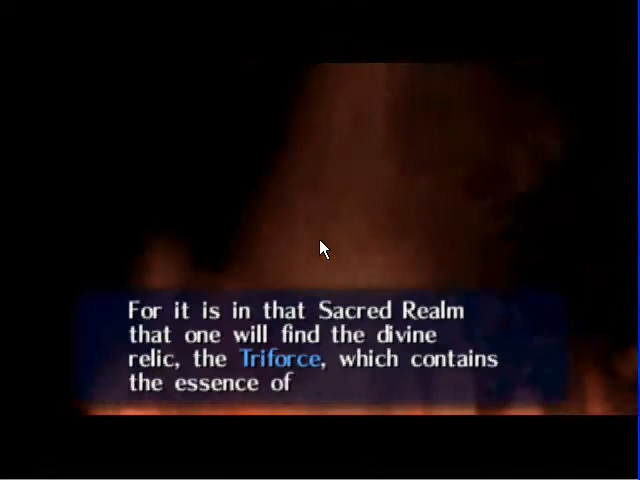 For it is in that Sacred Realm
that one will find the divine
relic, the Triforce, which contains
the essence of